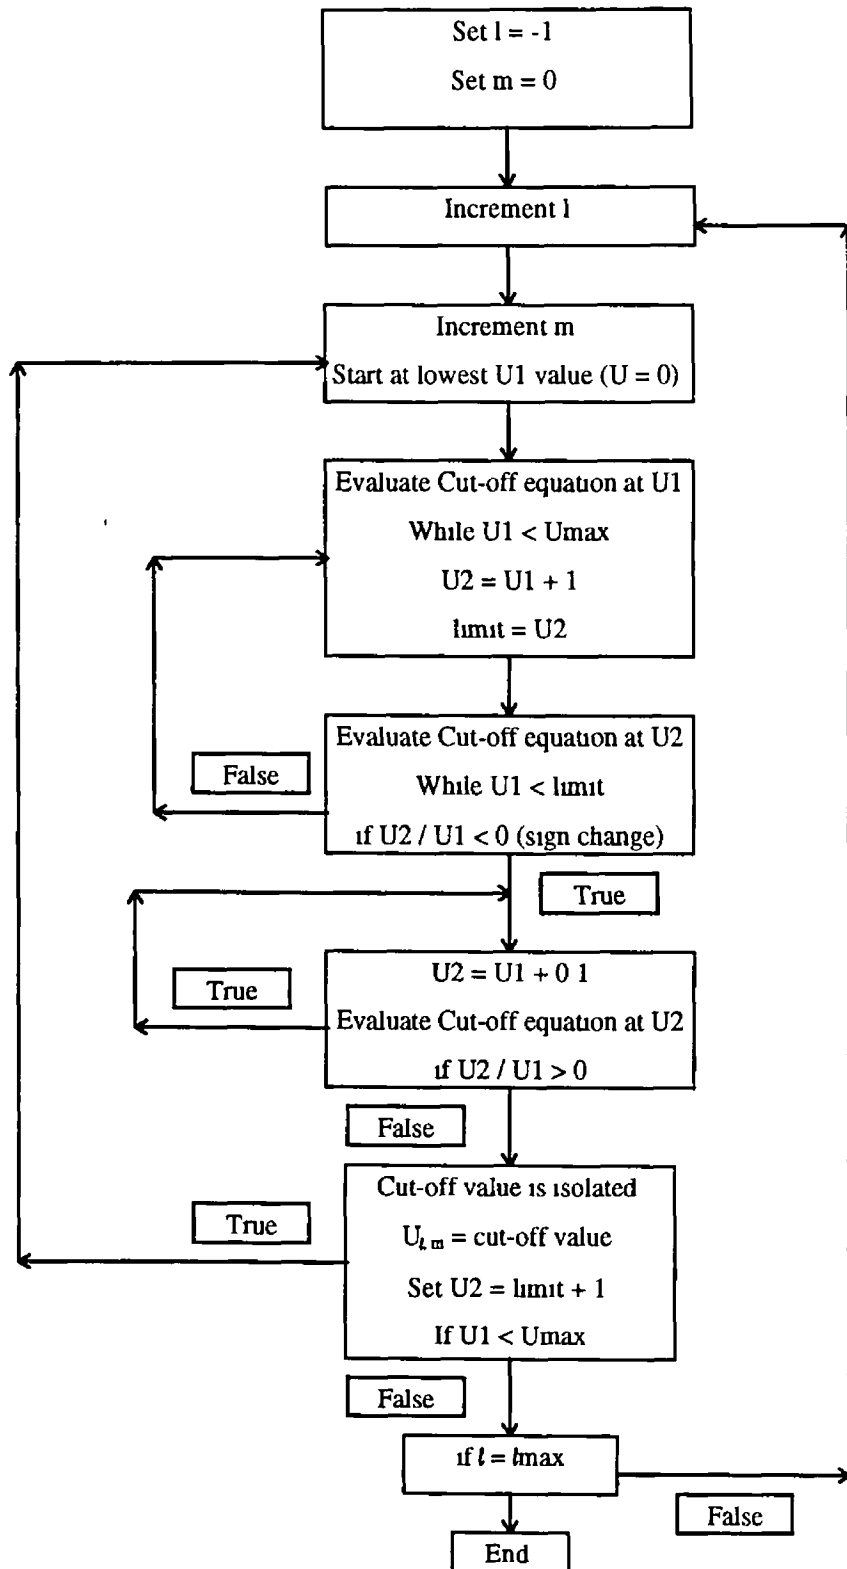 Set l = -1
Set m = 0
Increment l
Increment m
Start at lowest U1 value (U = 0)
Evaluate Cut-off equation at U1
While U1 < Umax
U2 = U1 + 1
limit = U2
Evaluate Cut-off equation at U2
While U1 < limit
if U2 / U1 < 0 (sign change)
False
True
U2 = U1 + 0 1
Evaluate Cut-off equation at U2
if U2 / U1 > 0
True
False
Cut-off value is isolated
U_{ℓ, m} = cut-off value
Set U2 = limit + 1
If U1 < Umax
True
False
if ℓ = ℓmax
False
End